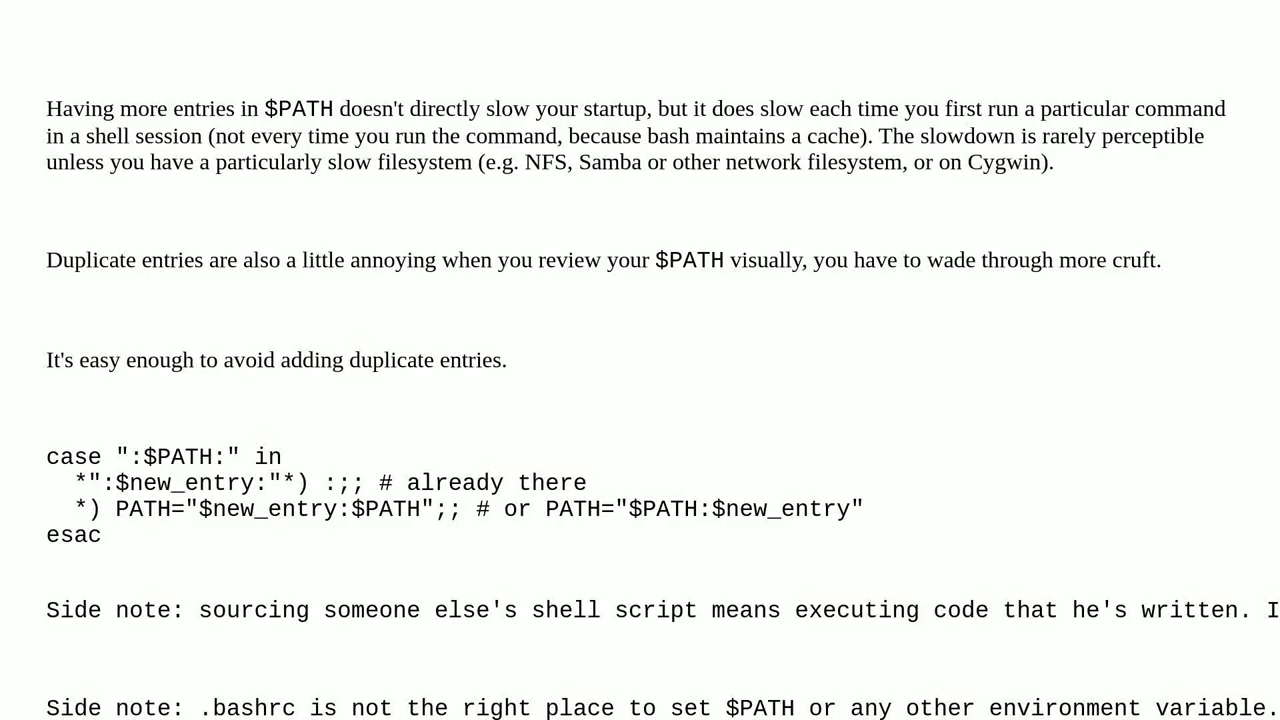 Having more entries in $PATH doesn't directly slow your startup, but it does slow each time you first run a particular command
in a shell session (not every time you run the command, because bash maintains a cache). The slowdown is rarely perceptible
unless you have a particularly slow filesystem (e.g. NFS, Samba or other network filesystem, or on Cygwin).
Duplicate entries are also a little annoying when you review your $PATH visually, you have to wade through more cruft.
It's easy enough to avoid adding duplicate entries.
case ":$PATH:" in
  *":$new_entry:"*) :;; # already there
  *) PATH="$new_entry:$PATH";; # or PATH="$PATH:$new_entry"
esac
Side note: sourcing someone else's shell script means executing code that he's written. I
Side note: .bashrc is not the right place to set $PATH or any other environment variable.